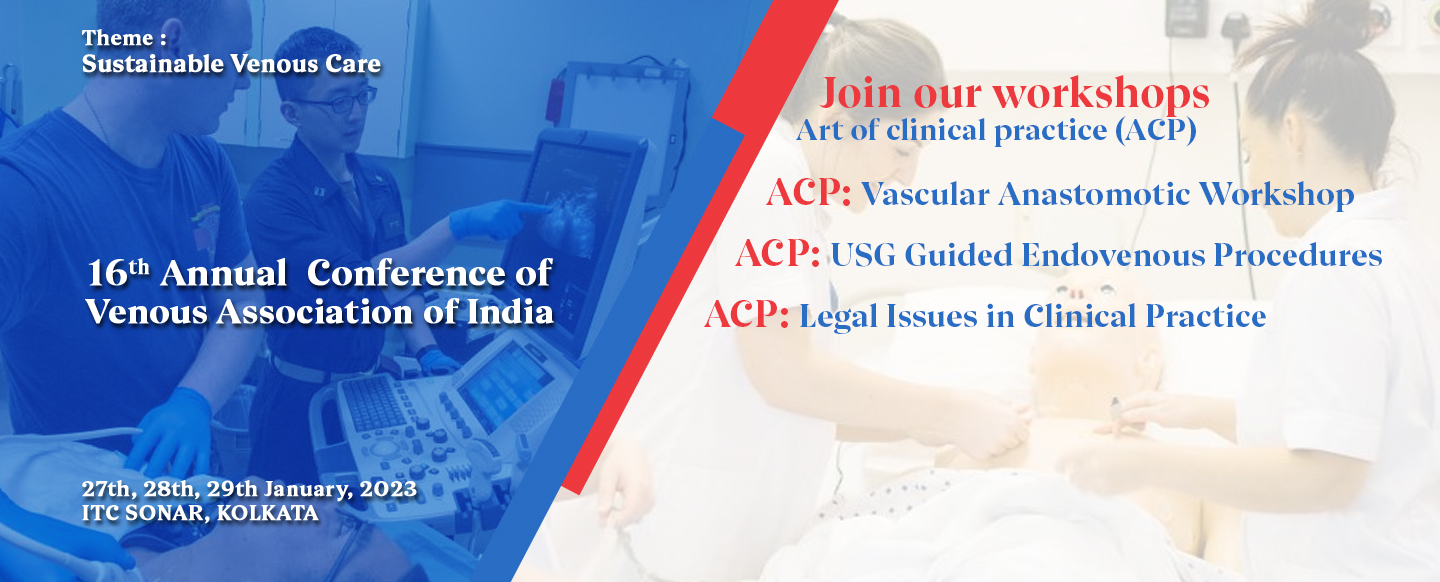 Theme :
Sustainable Venous Care
16th Annual Conference of
Venous Association of India
27th, 28th, 29th January, 2023
ITC SONAR, KOLKATA
Join our workshops
Art of clinical practice (ACP)
ACP: Vascular Anastomotic Workshop
ACP: USG Guided Endovenous Procedures
ACP: Legal Issues in Clinical Practice